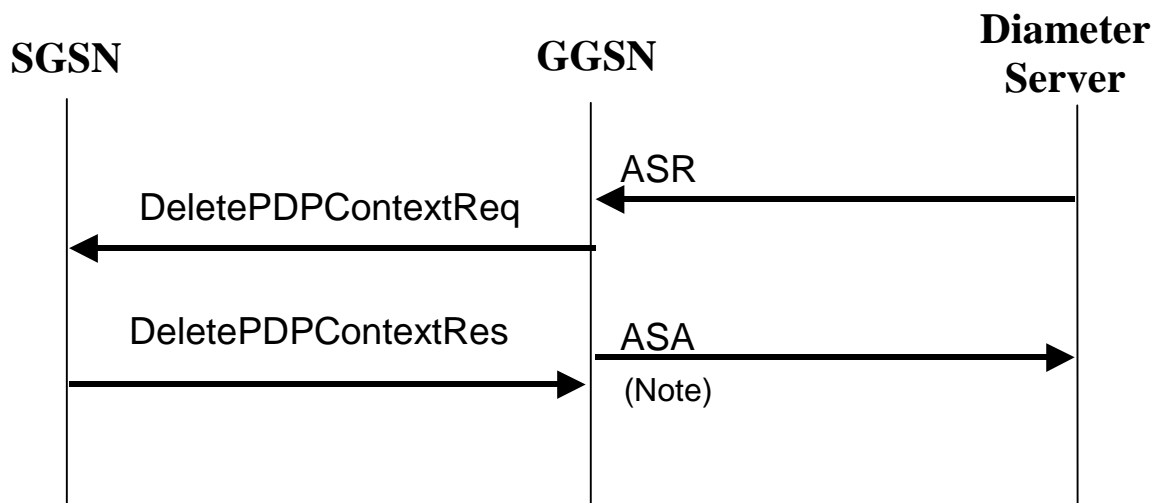 SGSN
GGSN
Diameter
Server
ASR
DeletePDPContextReq
DeletePDPContextRes
ASA
(Note)